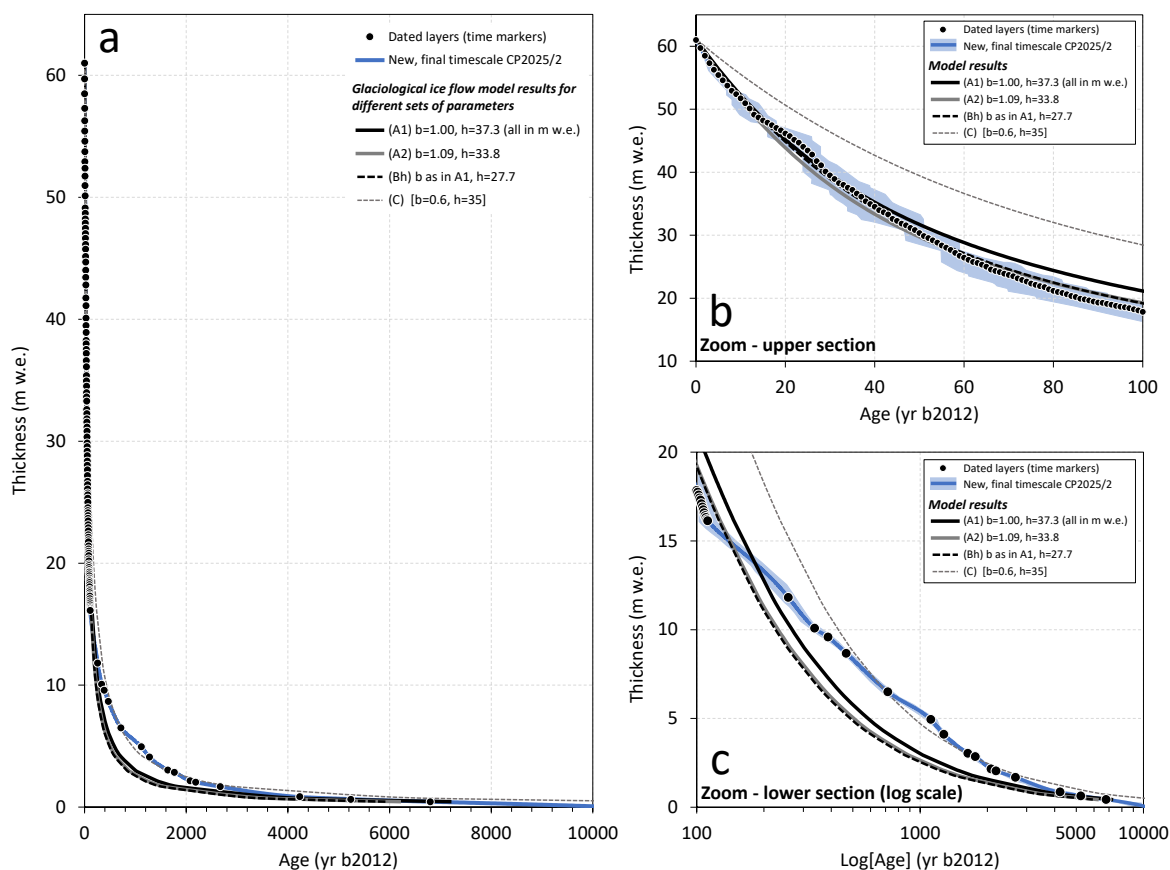 a
Dated layers (time markers)
New, final timescale CP2025/2
Glaciological ice flow model results for
different sets of parameters
(A1) b=1.00, h=37.3 (all in m w.e.)
(A2) b=1.09, h=33.8
(Bh) b as in A1, h=27.7
(C) [b=0.6, h=35]
Thickness (m w.e.)
60
50
40
30
20
10
0
0 2000 4000 6000 8000 10000
Age (yr b2012)
b
Dated layers (time markers)
New, final timescale CP2025/2
Model results
(A1) b=1.00, h=37.3 (all in m w.e.)
(A2) b=1.09, h=33.8
(Bh) b as in A1, h=27.7
(C) [b=0.6, h=35]
Thickness (m w.e.)
60
50
40
30
20
10
Zoom - upper section
0 20 40 60 80 100
Age (yr b2012)
c
Dated layers (time markers)
New, final timescale CP2025/2
Model results
(A1) b=1.00, h=37.3 (all in m w.e.)
(A2) b=1.09, h=33.8
(Bh) b as in A1, h=27.7
(C) [b=0.6, h=35]
Thickness (m w.e.)
20
15
10
5
0
Zoom - lower section (log scale)
100 1000 5000 10000
Log[Age] (yr b2012)